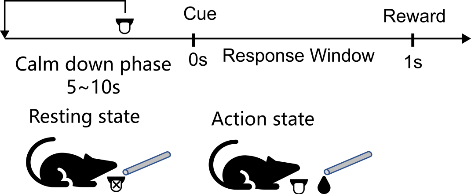 Cue
Reward
0s
Response Window
1s
Calm down phase
5~10s
Resting state
Action state